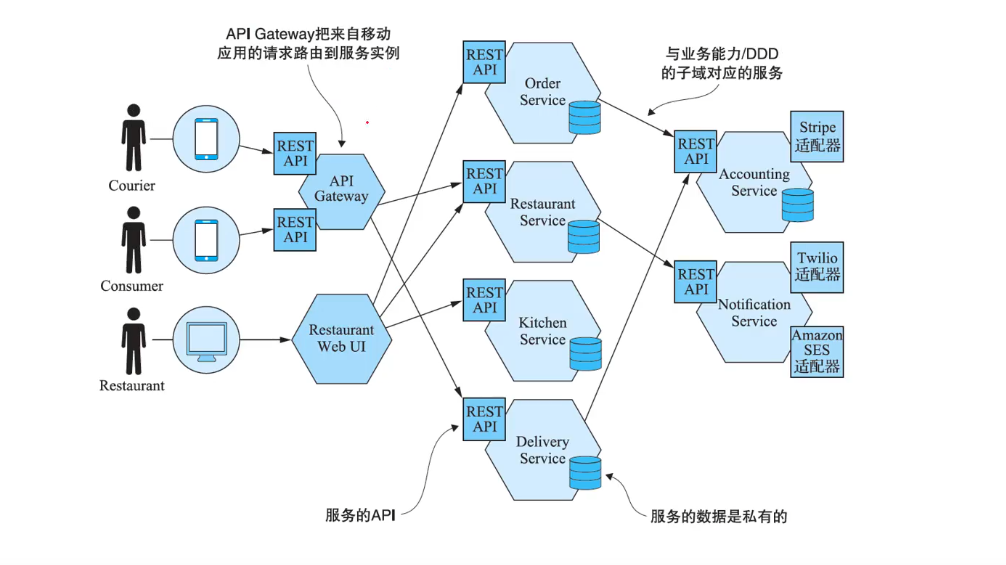 API Gateway把来自移动
应用的请求路由到服务实例
与业务能力/DDD
的子域对应的服务
REST
API
Order
Service
Stripe
适配器
REST
API
Courier
API
Gateway
REST
API
Accounting
Service
REST
API
Restaurant
Service
REST
API
Consumer
Twilio
适配器
REST
API
Notification
Service
REST
API
Kitchen
Service
Restaurant
Web UI
Restaurant
Amazon
SES
适配器
REST
API
Delivery
Service
服务的API
服务的数据是私有的